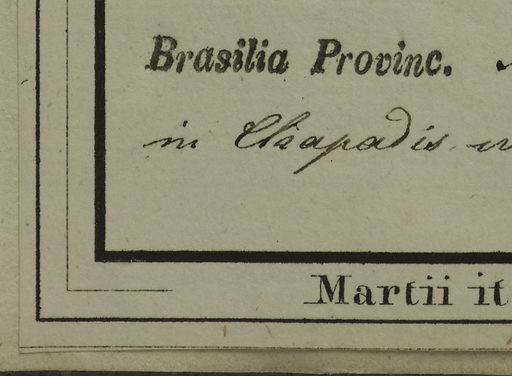 Brasilia Provinc.
in Chapadis
Martii it